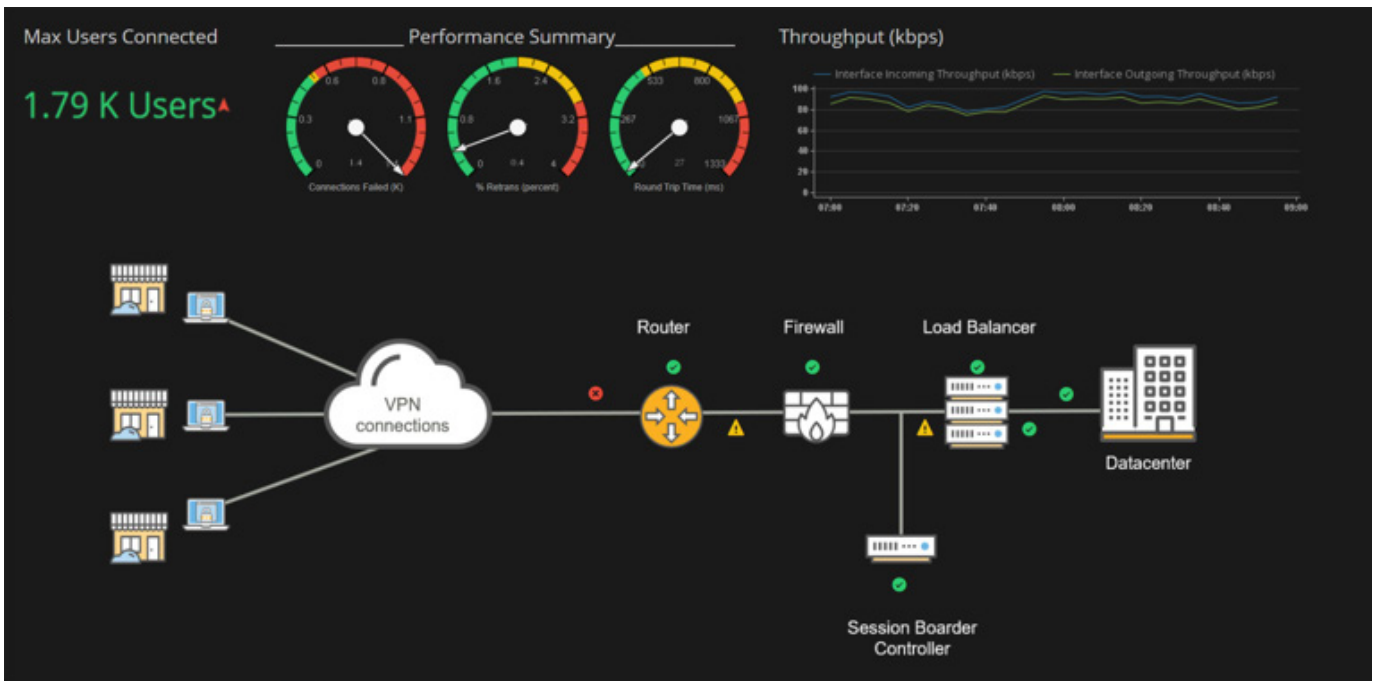 Max Users Connected
1.79 K Users
Performance Summary
0 0.3 0.6 0.8 1.1 1.4
Connections Failed (K)
0 0.8 1.6 2.4 3.2 4 0.4
% Retrans (percent)
267 533 800 1067 1333 27
Round Trip Time (ms)
Throughput (kbps)
Interface Incoming Throughput (kbps) Interface Outgoing Throughput (kbps)
100
80
60
40
20
0
07:00 07:20 07:40 08:00 08:20 08:40 09:00
Router
Firewall
Load Balancer
VPN
connections
Datacenter
Session Boarder
Controller